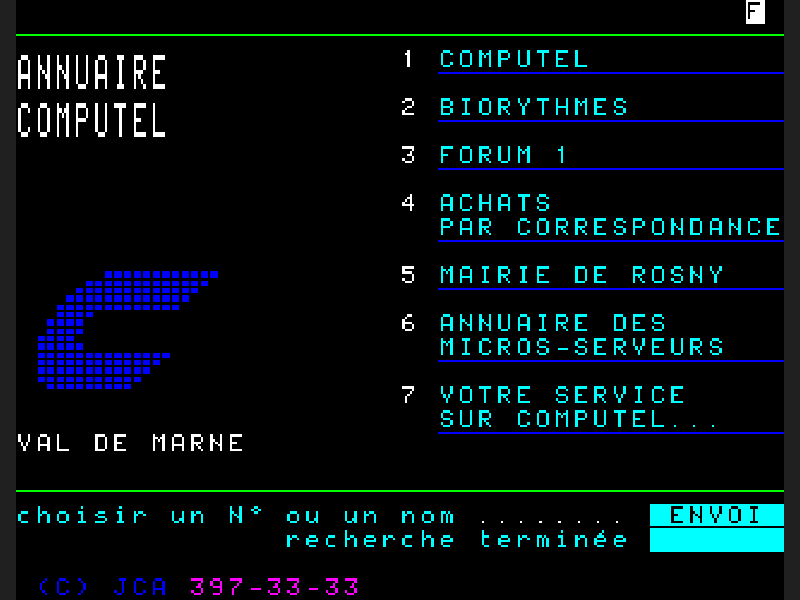 F
ANNUAIRE
COMPUTEL
1 COMPUTEL
2 BIORYTHMES
3 FORUM 1
4 ACHATS
PAR CORRESPONDANCE
5 MAIRIE DE ROSNY
6 ANNUAIRE DES
MICROS-SERVEURS
7 VOTRE SERVICE
SUR COMPUTEL...
VAL DE MARNE
choisir un N° ou un nom ........ ENVOI
recherche terminée
(C) JCA 397-33-33